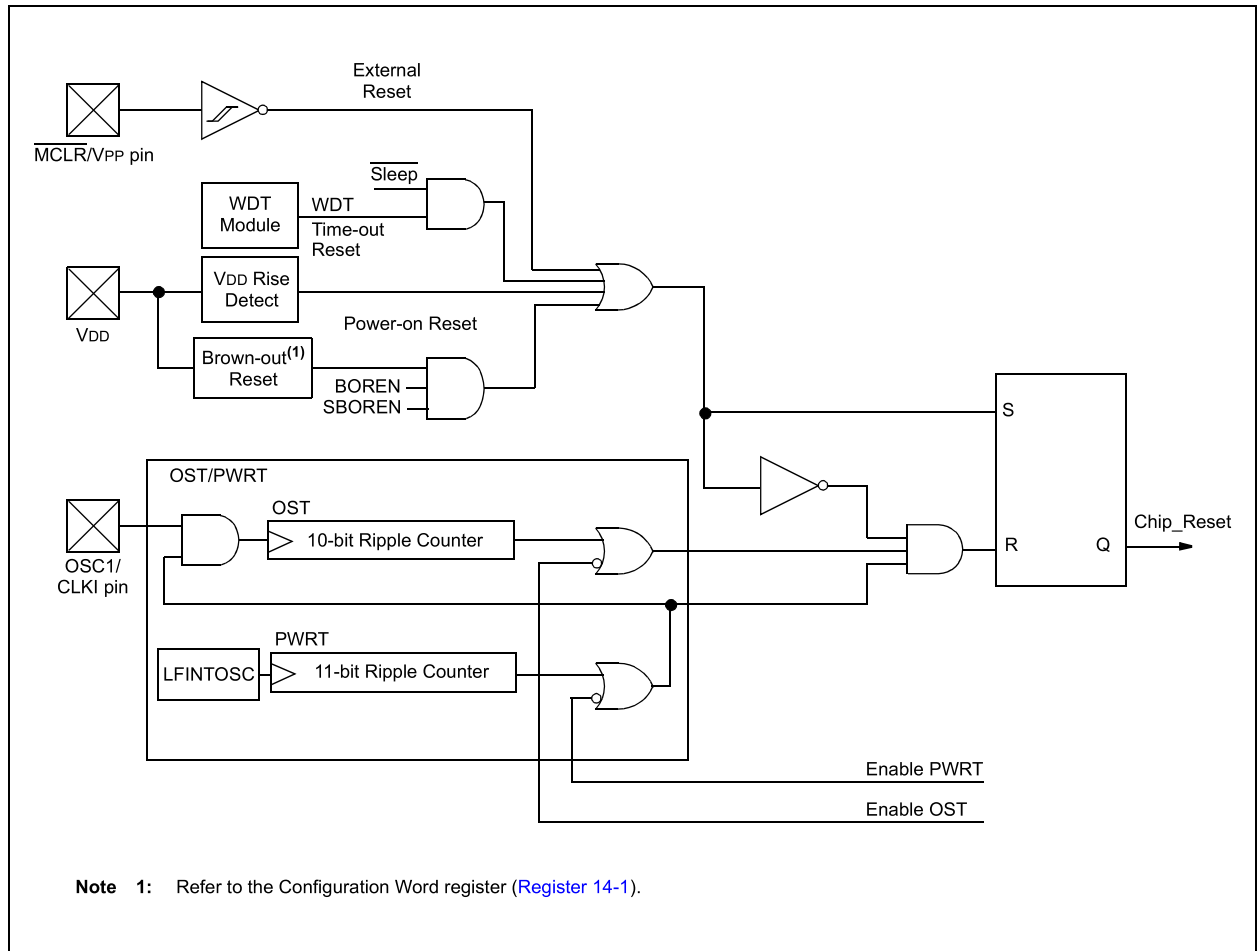 External
Reset
MCLR/VPP pin
Sleep
WDT
Module
WDT
Time-out
Reset
VDD Rise
Detect
VDD
Power-on Reset
Brown-out(1)
Reset
BOREN
SBOREN
S
OST/PWRT
OST
10-bit Ripple Counter
OSC1/
CLKI pin
Chip_Reset
R
Q
PWRT
LFINTOSC
11-bit Ripple Counter
Enable PWRT
Enable OST
Note 1: Refer to the Configuration Word register (Register 14-1).